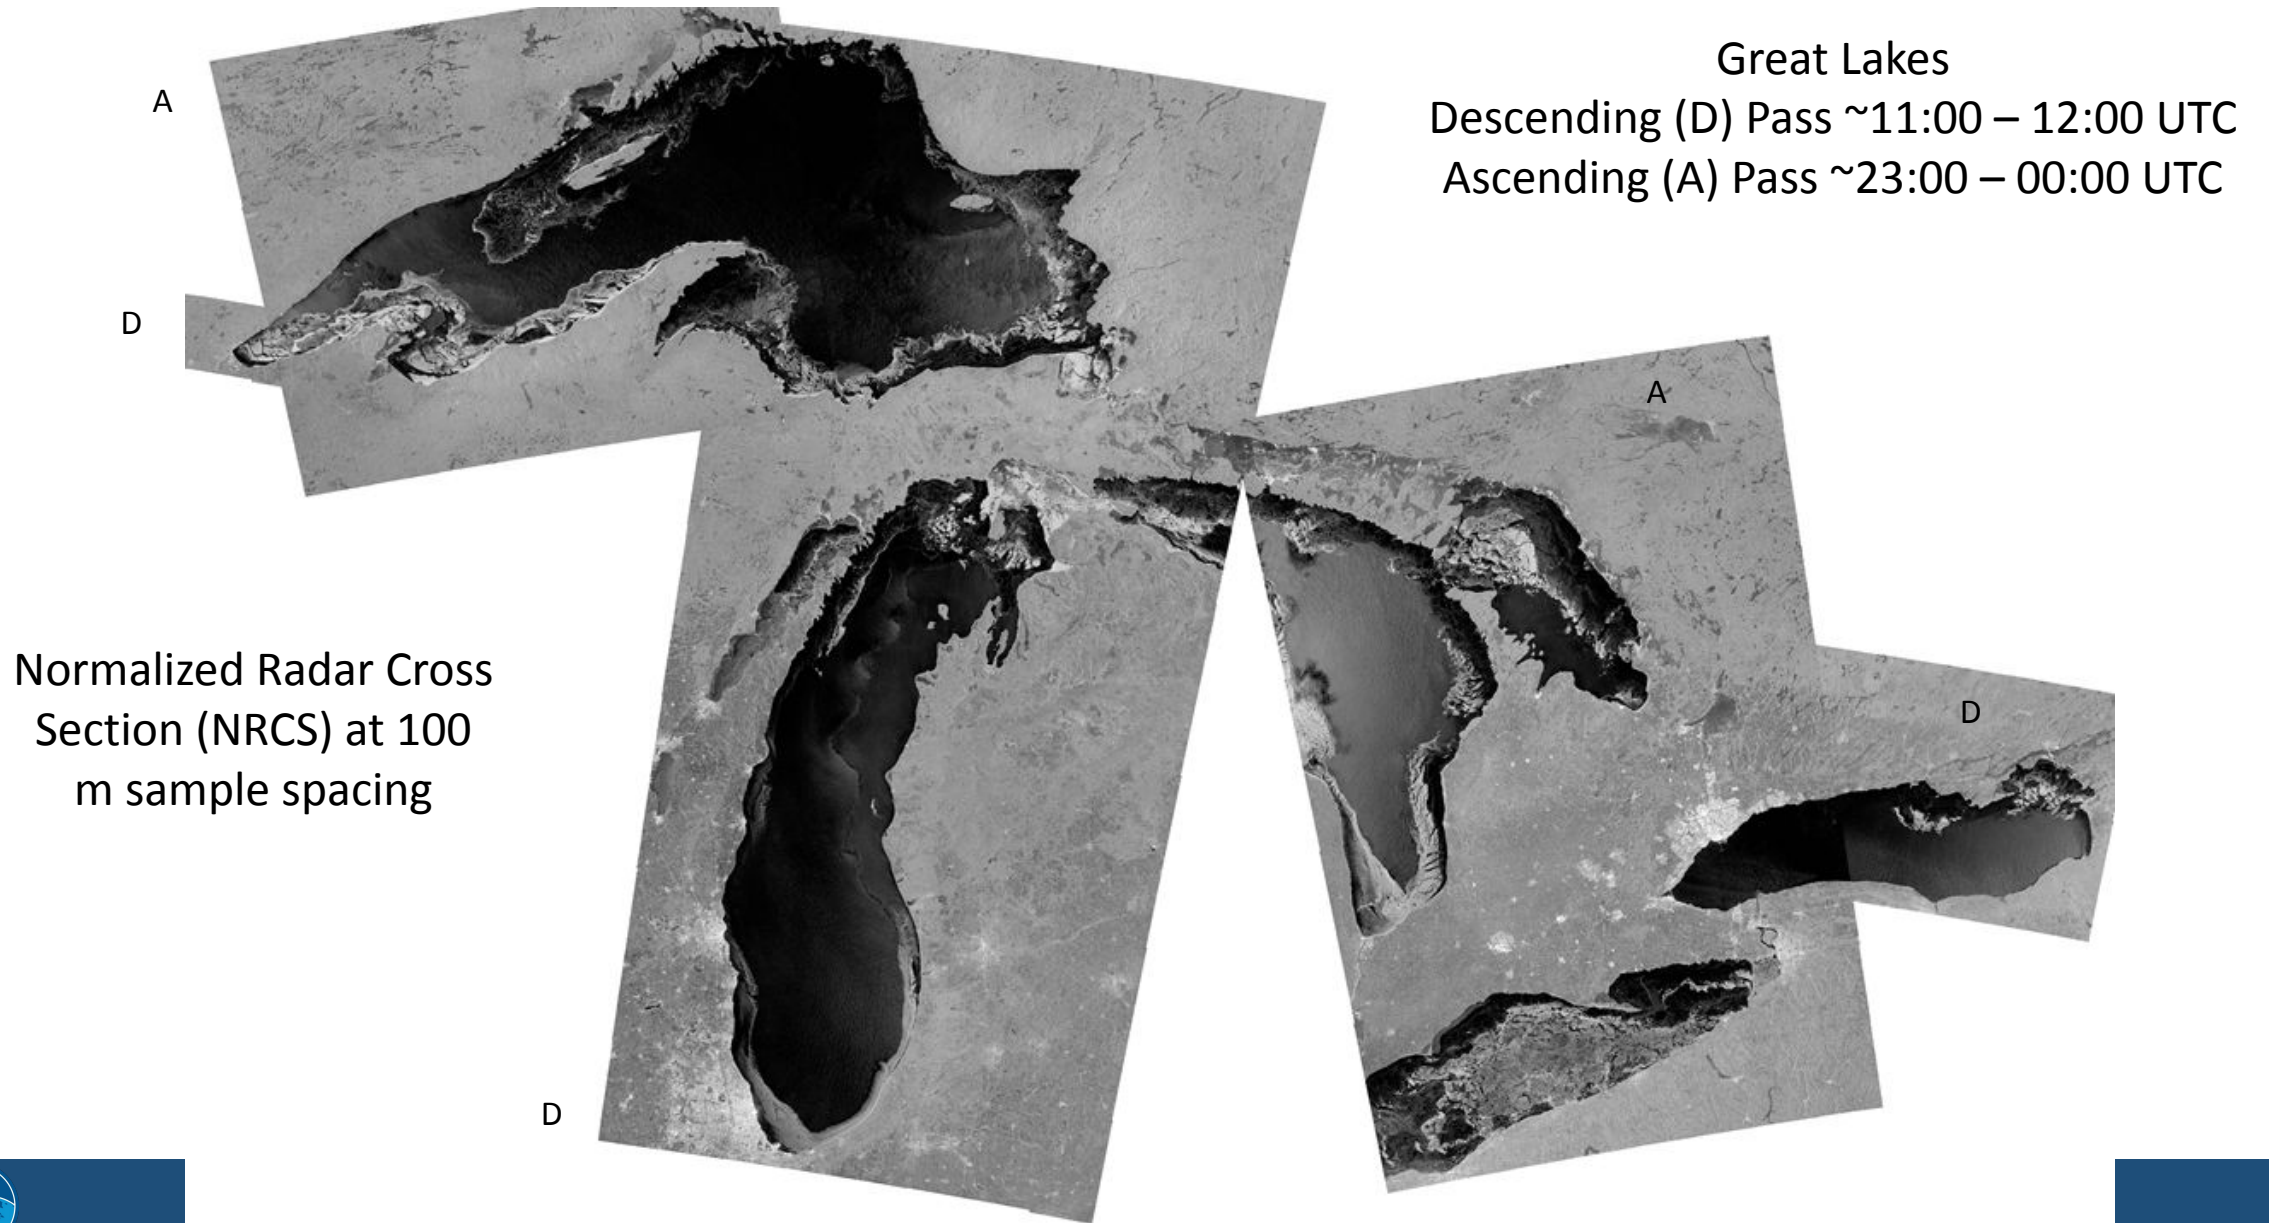 Great Lakes
Descending (D) Pass ~11:00 – 12:00 UTC
Ascending (A) Pass ~23:00 – 00:00 UTC
A
D
A
Normalized Radar Cross
Section (NRCS) at 100
m sample spacing
D
D